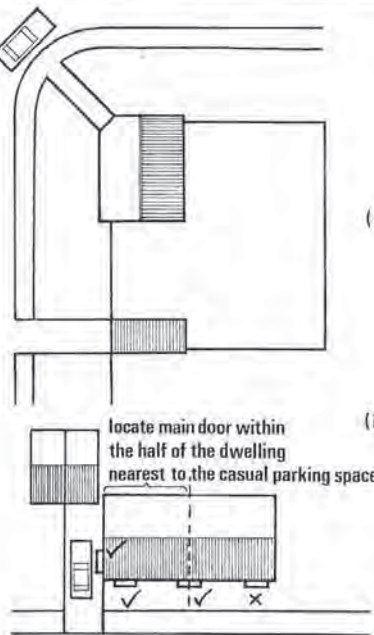 (
locate main door within
the half of the dwelling
nearest to the casual parking space
(